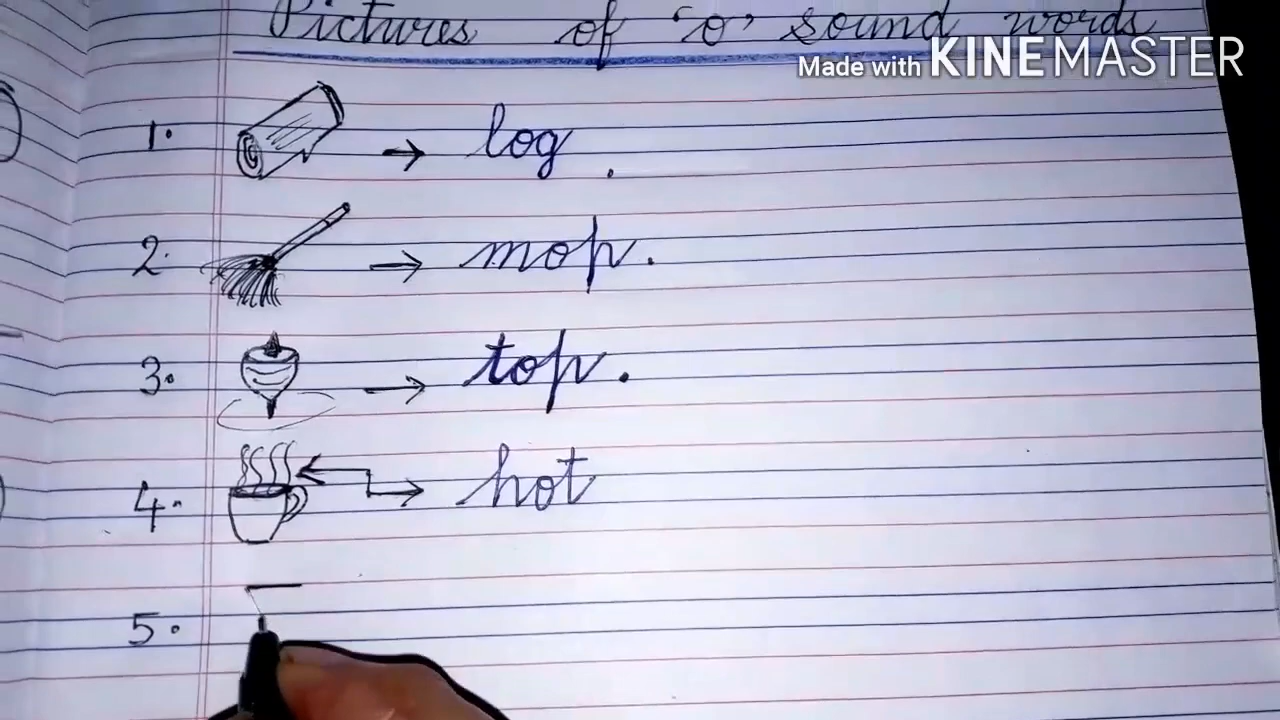 Pictures of 'o' sound words
Made with KINEMASTER
1. → log .
2. → mop .
3. → top .
4. → hot
5.